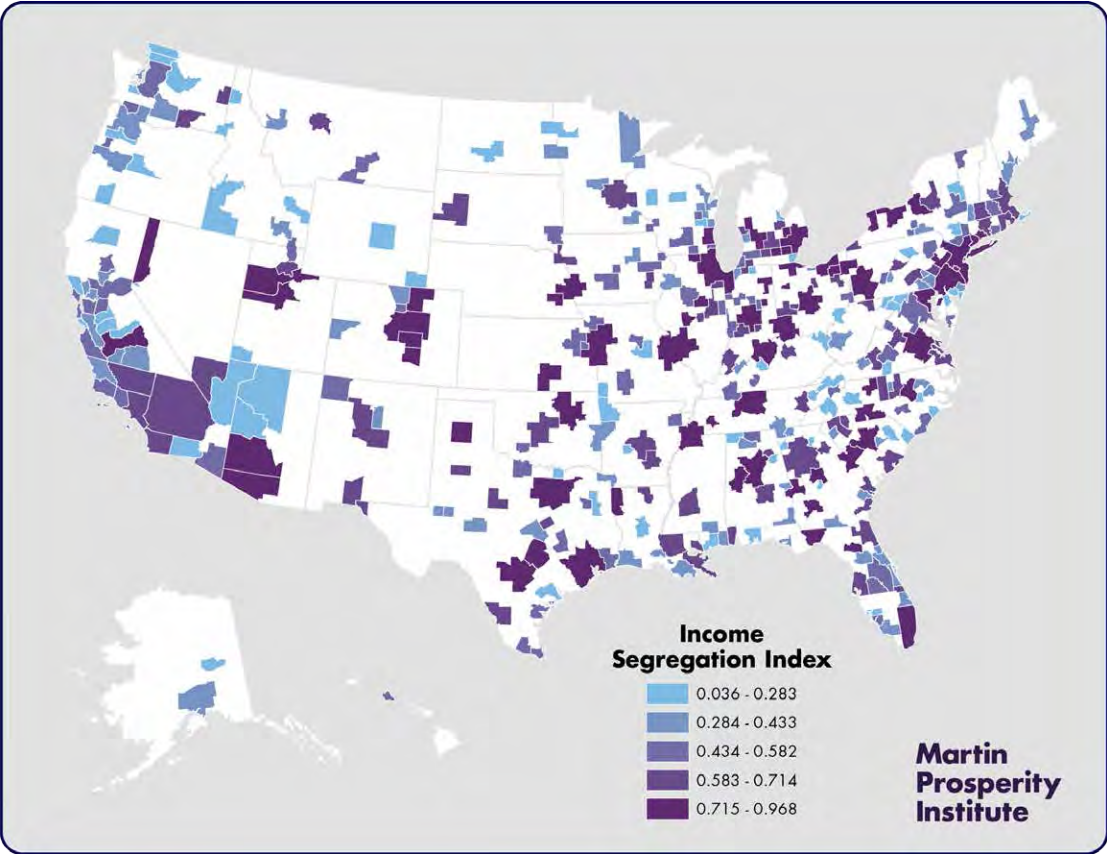 Income
Segregation Index
0.036 - 0.283
0.284 - 0.433
0.434 - 0.582
0.583 - 0.714
0.715 - 0.968
Martin
Prosperity
Institute